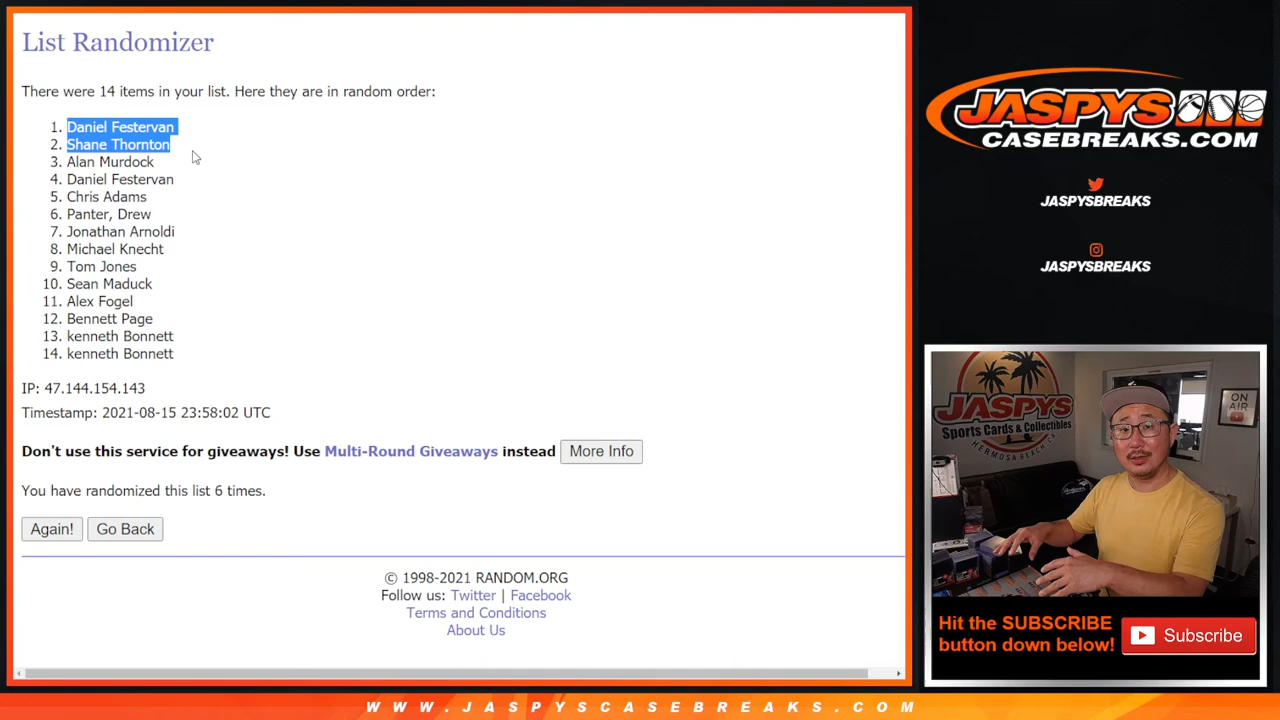 List Randomizer
There were 14 items in your list. Here they are in random order:
1. Daniel Festervan
2. Shane Thornton
3. Alan Murdock
4. Daniel Festervan
5. Chris Adams
6. Panter, Drew
7. Jonathan Arnoldi
8. Michael Knecht
9. Tom Jones
10. Sean Maduck
11. Alex Fogel
12. Bennett Page
13. kenneth Bonnett
14. kenneth Bonnett
IP: 47.144.154.143
Timestamp: 2021-08-15 23:58:02 UTC
Don't use this service for giveaways! Use Multi-Round Giveaways instead More Info
You have randomized this list 6 times.
Again! Go Back
© 1998-2021 RANDOM.ORG
Follow us: Twitter | Facebook
Terms and Conditions
About Us
JASPYS
CASEBREAKS.COM
JASPYSBREAKS
JASPYSBREAKS
JASPYS
Sports Cards & Collectibles
HERMOSA BEACH
ON
AIR
Hit the SUBSCRIBE
button down below!
Subscribe
WWW.JASPYSCASEBREAKS.COM